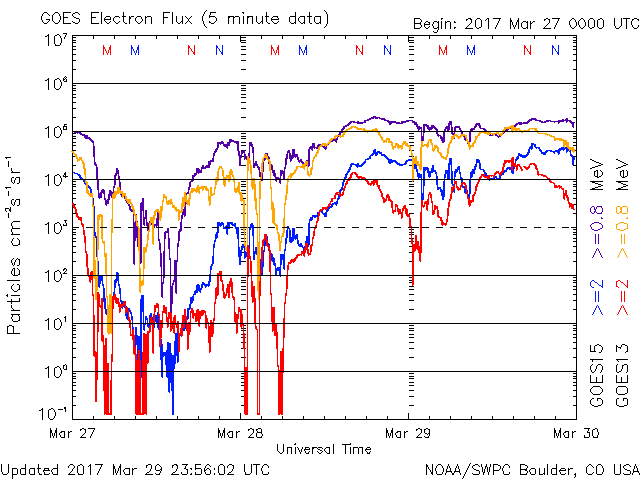 GOES Electron Flux (5 minute data)
Begin: 2017 Mar 27 0000 UTC
M M N N M M N N M M N N
10⁷
10⁶
10⁵
10⁴
10³
10²
10¹
10⁰
10⁻¹
Particles cm⁻²s⁻¹sr⁻¹
Mar 27 Mar 28 Mar 29 Mar 30
Universal Time
GOES15 >=2 >=0.8 MeV
GOES13 >=2 >=0.8 MeV
Updated 2017 Mar 29 23:56:02 UTC
NOAA/SWPC Boulder, CO USA